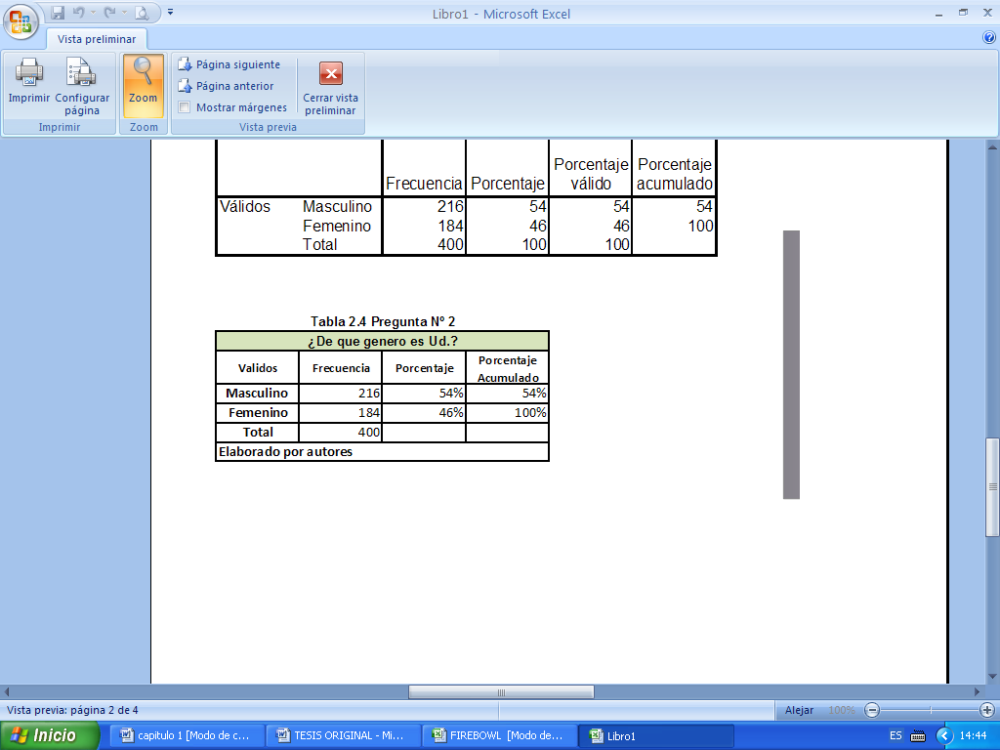 Libro1 - Microsoft Excel
Vista preliminar
Imprimir
Configurar página
Zoom
Página siguiente
Página anterior
Mostrar márgenes
Cerrar vista preliminar
Imprimir
Zoom
Vista previa
Frecuencia Porcentaje Porcentaje válido Porcentaje acumulado
Válidos Masculino 216 54 54 54
Femenino 184 46 46 100
Total 400 100 100
Tabla 2.4 Pregunta Nº 2
¿De que genero es Ud.?
Validos Frecuencia Porcentaje Porcentaje Acumulado
Masculino 216 54% 54%
Femenino 184 46% 100%
Total 400
Elaborado por autores
Vista previa: página 2 de 4
Alejar 100%
Inicio
capitulo 1 [Modo de c...
TESIS ORIGINAL - Mi...
FIREBOWL [Modo de...
Libro1
ES
14:44